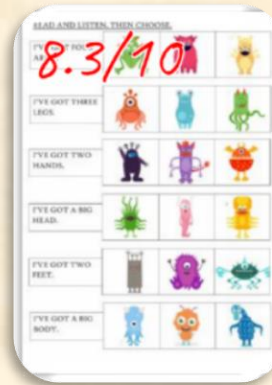 READ AND LISTEN, THEN CHOOSE.
8.3/10
I'VE GOT THREE
LEGS.
I'VE GOT TWO
HANDS.
I'VE GOT A BIG
HEAD.
I'VE GOT TWO
FEET.
I'VE GOT A BIG
BODY.